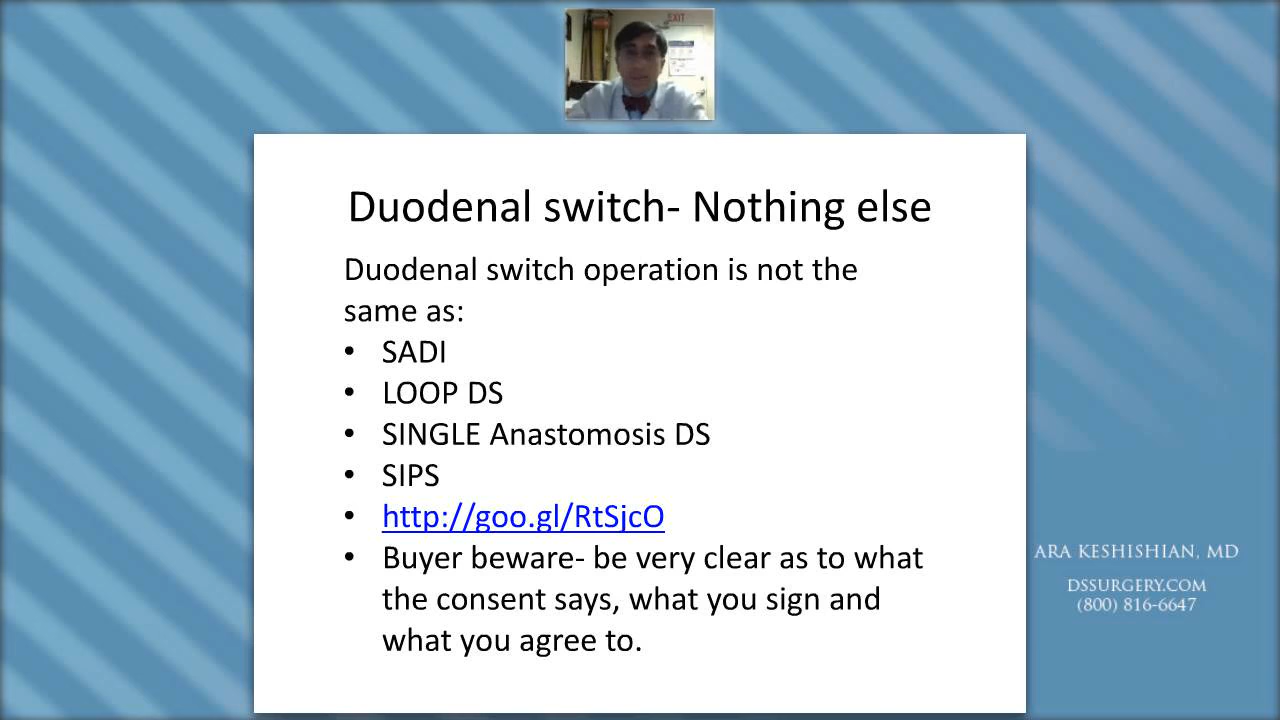 EXIT
Duodenal switch- Nothing else
Duodenal switch operation is not the
same as:
• SADI
• LOOP DS
• SINGLE Anastomosis DS
• SIPS
• http://goo.gl/RtSjcO
• Buyer beware- be very clear as to what
the consent says, what you sign and
what you agree to.
ARA KESHISHIAN, MD
DSSURGERY.COM
(800) 816-6647